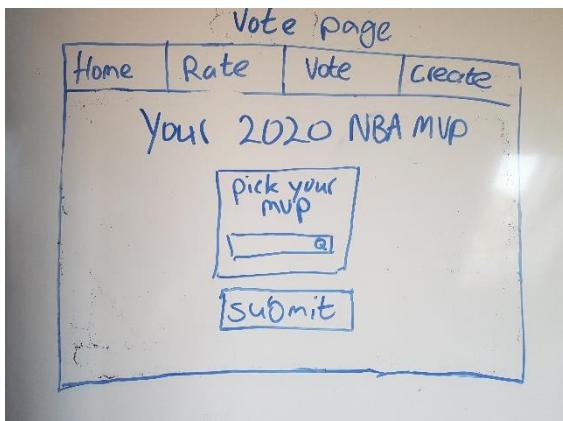 Vote page
Home Rate Vote Create
Your 2020 NBA MVP
pick your
mvp
submit